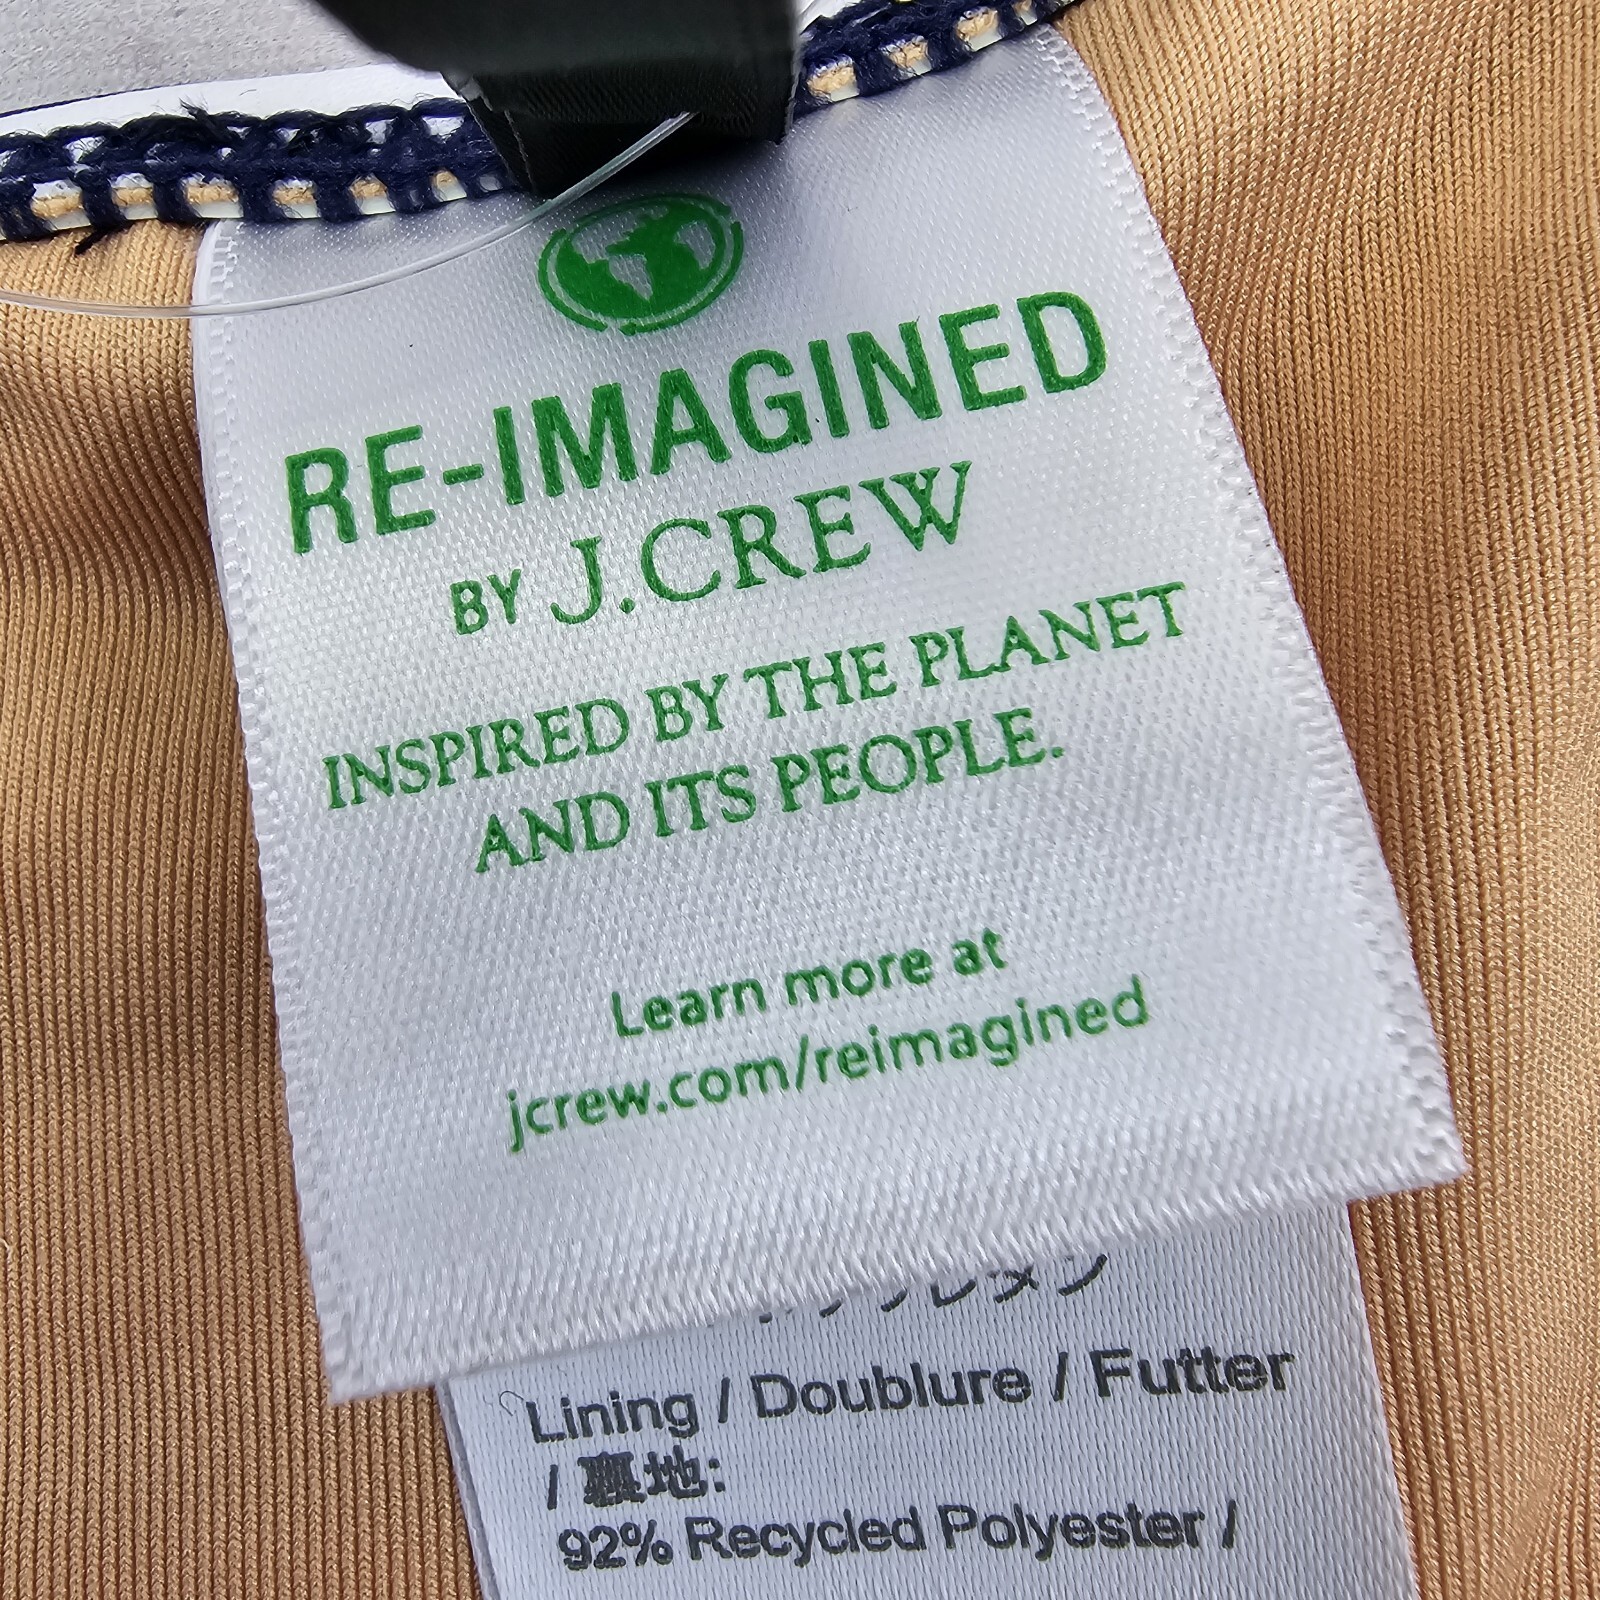 RE-IMAGINED
BY J.CREW
INSPIRED BY THE PLANET
AND ITS PEOPLE.
Learn more at
jcrew.com/reimagined
Lining / Doublure / Futter
/ 裏地:
92% Recycled Polyester /